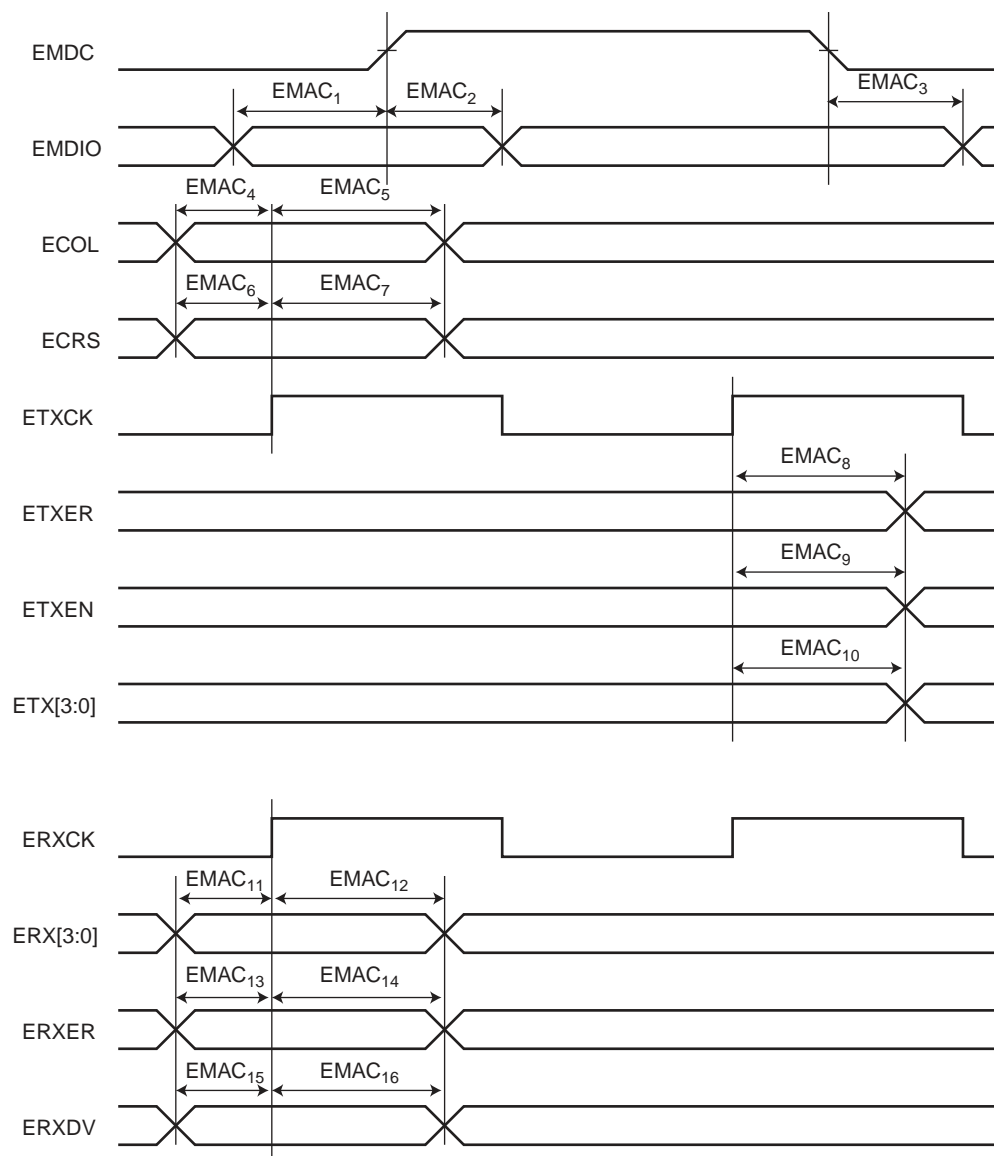 EMDC
EMAC1 EMAC2 EMAC3
EMDIO
EMAC4 EMAC5
ECOL
EMAC6 EMAC7
ECRS
ETXCK
EMAC8
ETXER
EMAC9
ETXEN
EMAC10
ETX[3:0]
ERXCK
EMAC11 EMAC12
ERX[3:0]
EMAC13 EMAC14
ERXER
EMAC15 EMAC16
ERXDV